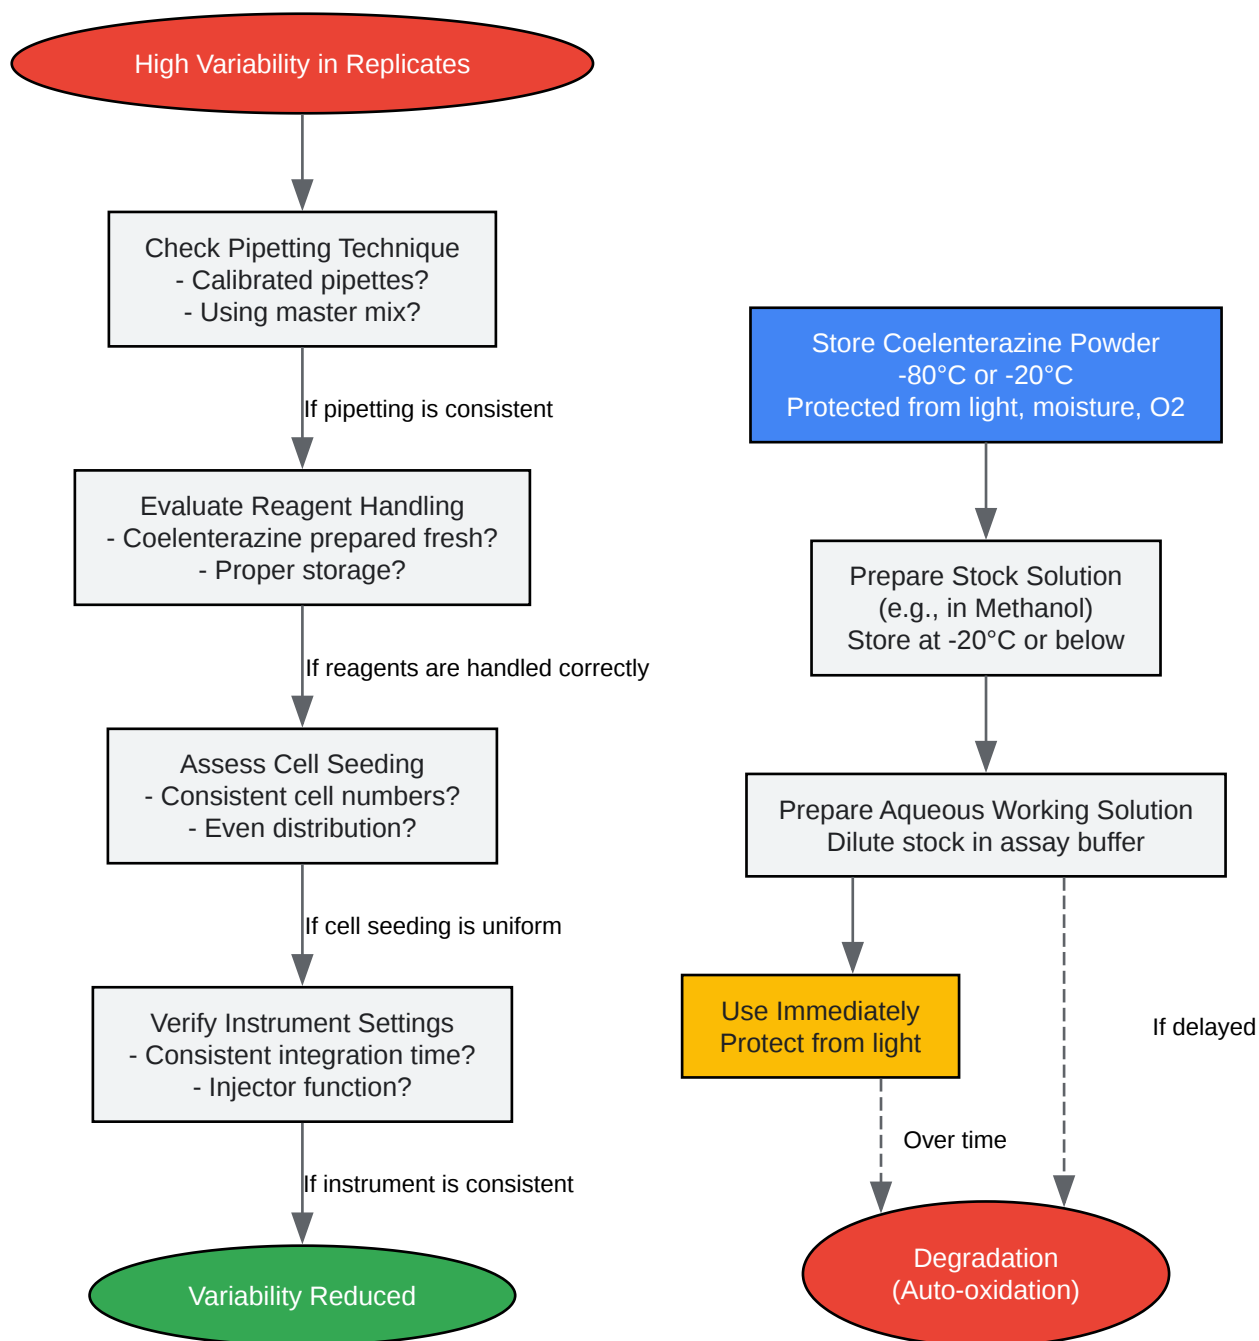 High Variability in Replicates
Check Pipetting Technique
- Calibrated pipettes?
- Using master mix?
If pipetting is consistent
Evaluate Reagent Handling
- Coelenterazine prepared fresh?
- Proper storage?
If reagents are handled correctly
Assess Cell Seeding
- Consistent cell numbers?
- Even distribution?
If cell seeding is uniform
Verify Instrument Settings
- Consistent integration time?
- Injector function?
If instrument is consistent
Variability Reduced
Store Coelenterazine Powder
-80°C or -20°C
Protected from light, moisture, O2
Prepare Stock Solution
(e.g., in Methanol)
Store at -20°C or below
Prepare Aqueous Working Solution
Dilute stock in assay buffer
Use Immediately
Protect from light
If delayed
Over time
Degradation
(Auto-oxidation)